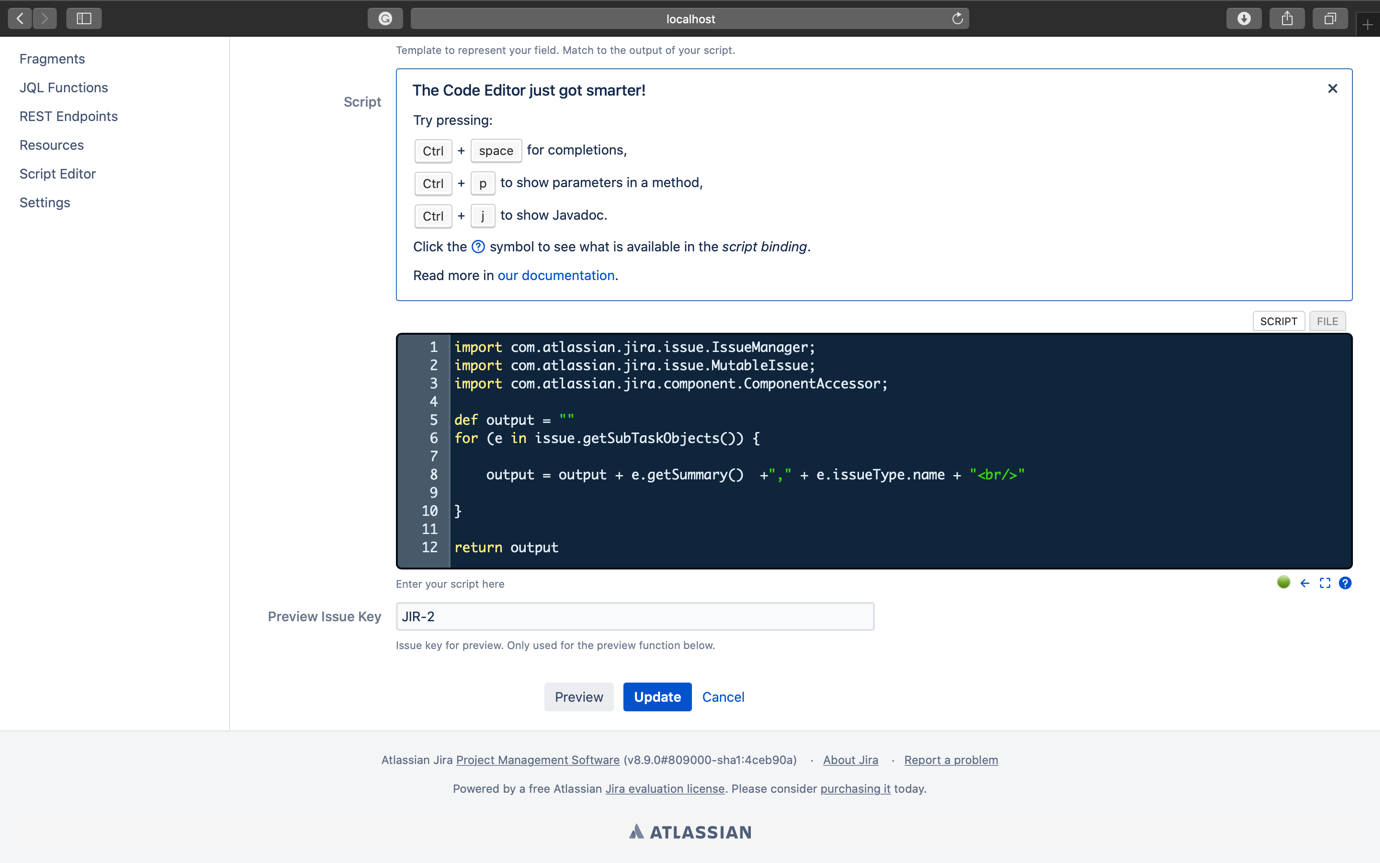 localhost
Fragments
JQL Functions
REST Endpoints
Resources
Script Editor
Settings
Template to represent your field. Match to the output of your script.
Script
The Code Editor just got smarter!
Try pressing:
Ctrl + space for completions,
Ctrl + p to show parameters in a method,
Ctrl + j to show Javadoc.
Click the ? symbol to see what is available in the script binding.
Read more in our documentation.
SCRIPT FILE
1 import com.atlassian.jira.issue.IssueManager;
2 import com.atlassian.jira.issue.MutableIssue;
3 import com.atlassian.jira.component.ComponentAccessor;
4
5 def output = ""
6 for (e in issue.getSubTaskObjects()) {
7
8     output = output + e.getSummary()  +"," + e.issueType.name + "<br/>"
9
10 }
11
12 return output
Enter your script here
Preview Issue Key
JIR-2
Issue key for preview. Only used for the preview function below.
Preview Update Cancel
Atlassian Jira Project Management Software (v8.9.0#809000-sha1:4ceb90a) · About Jira · Report a problem
Powered by a free Atlassian Jira evaluation license. Please consider purchasing it today.
ATLASSIAN